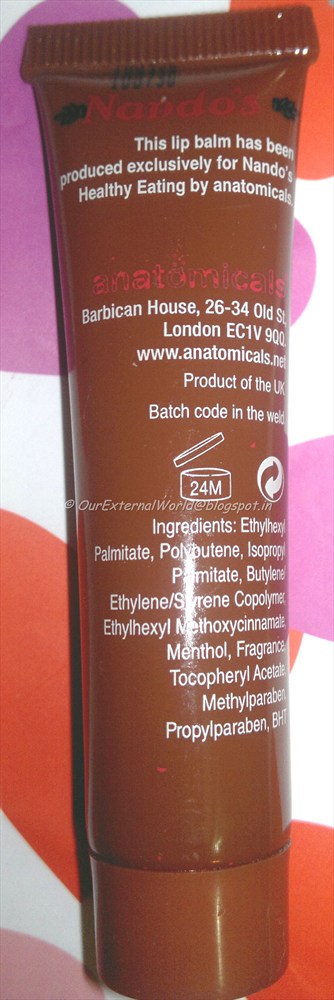 Nando's
This lip balm has been
produced exclusively for Nando's
Healthy Eating by anatomicals.
anatomicals
Barbican House, 26-34 Old St.
London EC1V 9QQ.
www.anatomicals.net
Product of the UK
Batch code in the weld
24M
© OurExternalWorld@blogspot.in
Ingredients: Ethylhexyl
Palmitate, Polybutene, Isopropyl
Palmitate, Butylene/
Ethylene/Styrene Copolymer,
Ethylhexyl Methoxycinnamate,
Menthol, Fragrance,
Tocopheryl Acetate,
Methylparaben,
Propylparaben, BHT